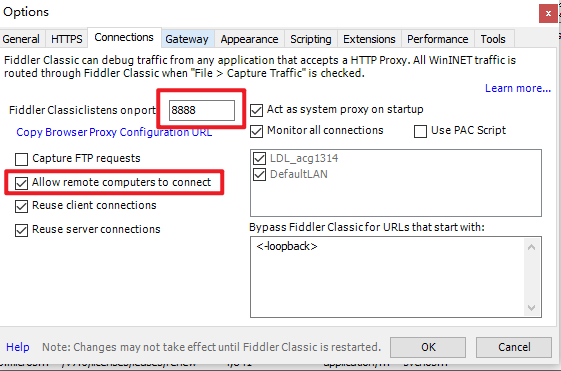 Options
General HTTPS Connections Gateway Appearance Scripting Extensions Performance Tools
Fiddler Classic can debug traffic from any application that accepts a HTTP Proxy. All WinINET traffic is
routed through Fiddler Classic when "File > Capture Traffic" is checked.
Learn more...
Fiddler Classic listens on port: 8888
Act as system proxy on startup
Copy Browser Proxy Configuration URL
Monitor all connections Use PAC Script
Capture FTP requests
LDL_acg1314
Allow remote computers to connect
DefaultLAN
Reuse client connections
Reuse server connections
Bypass Fiddler Classic for URLs that start with:
<-loopback>
Help Note: Changes may not take effect until Fiddler Classic is restarted. OK Cancel